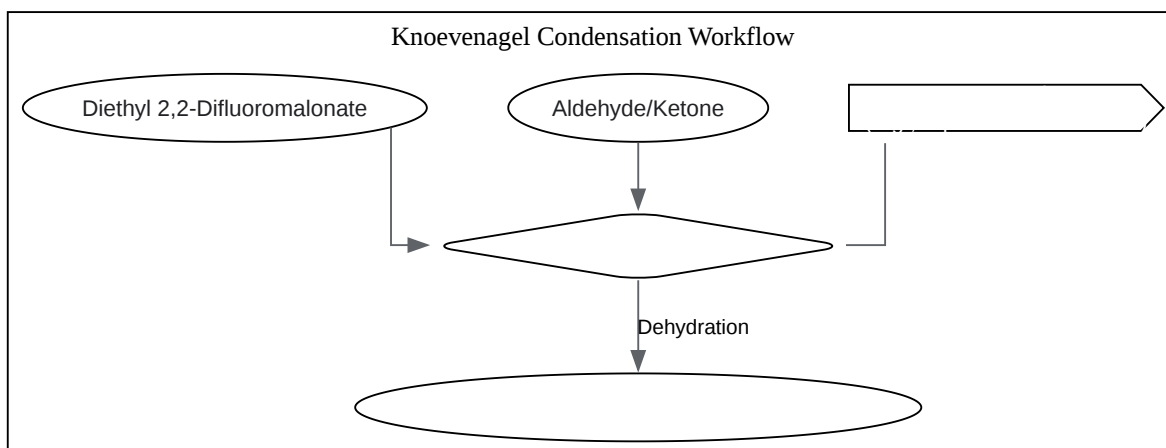 Knoevenagel Condensation Workflow
Diethyl 2,2-Difluoromalonate
Aldehyde/Ketone
Dehydration